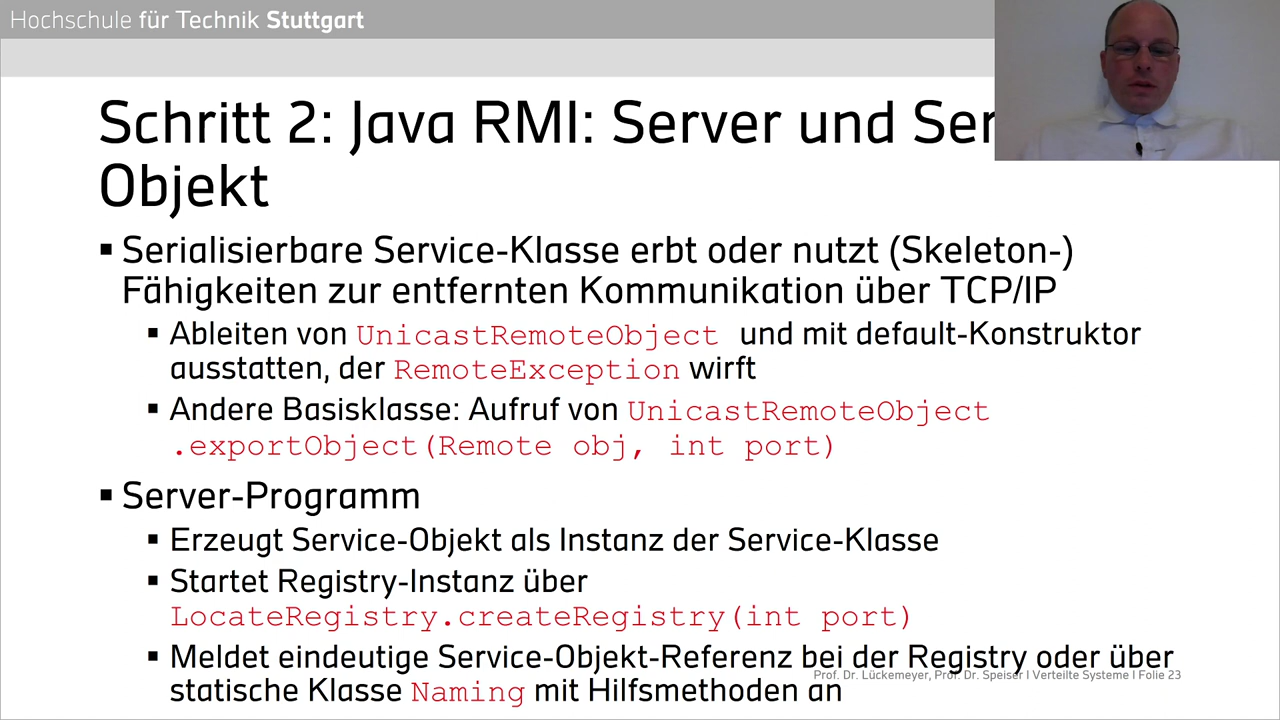 Hochschule für Technik Stuttgart
Schritt 2: Java RMI: Server und Ser
Objekt
▪ Serialisierbare Service-Klasse erbt oder nutzt (Skeleton-)
Fähigkeiten zur entfernten Kommunikation über TCP/IP
▪ Ableiten von UnicastRemoteObject und mit default-Konstruktor
ausstatten, der RemoteException wirft
▪ Andere Basisklasse: Aufruf von UnicastRemoteObject
.exportObject(Remote obj, int port)
▪ Server-Programm
▪ Erzeugt Service-Objekt als Instanz der Service-Klasse
▪ Startet Registry-Instanz über
LocateRegistry.createRegistry(int port)
▪ Meldet eindeutige Service-Objekt-Referenz bei der Registry oder über
statische Klasse Naming mit Hilfsmethoden an
Prof. Dr. Lückemeyer, Prof. Dr. Speiser I Verteilte Systeme I Folie 23